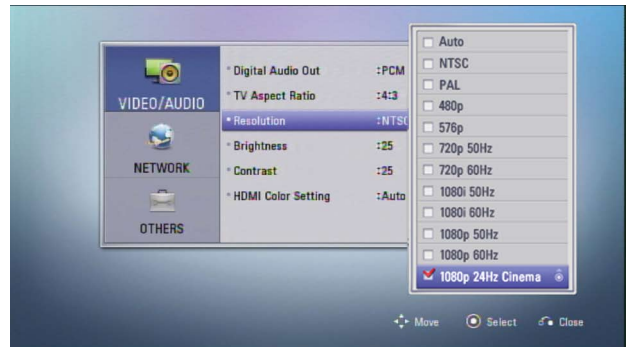 VIDEO/AUDIO
NETWORK
OTHERS
Digital Audio Out :PCM
TV Aspect Ratio :4:3
Resolution :NTSC
Brightness :25
Contrast :25
HDMI Color Setting :Auto
Auto
NTSC
PAL
480p
576p
720p 50Hz
720p 60Hz
1080i 50Hz
1080i 60Hz
1080p 50Hz
1080p 60Hz
1080p 24Hz Cinema
Move Select Close